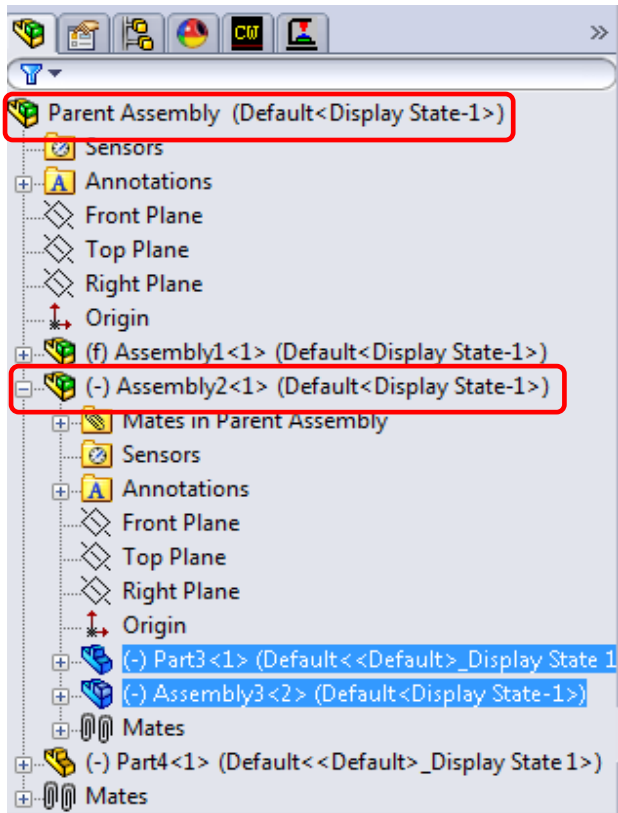 CW
»
Parent Assembly (Default<Display State-1>)
Sensors
A Annotations
Front Plane
Top Plane
Right Plane
Origin
(f) Assembly1<1> (Default<Display State-1>)
(-) Assembly2<1> (Default<Display State-1>)
Mates in Parent Assembly
Sensors
A Annotations
Front Plane
Top Plane
Right Plane
Origin
(-) Part3<1> (Default<<Default>_Display State 1
(-) Assembly3<2> (Default<Display State-1>)
Mates
(-) Part4<1> (Default<<Default>_Display State 1>)
Mates